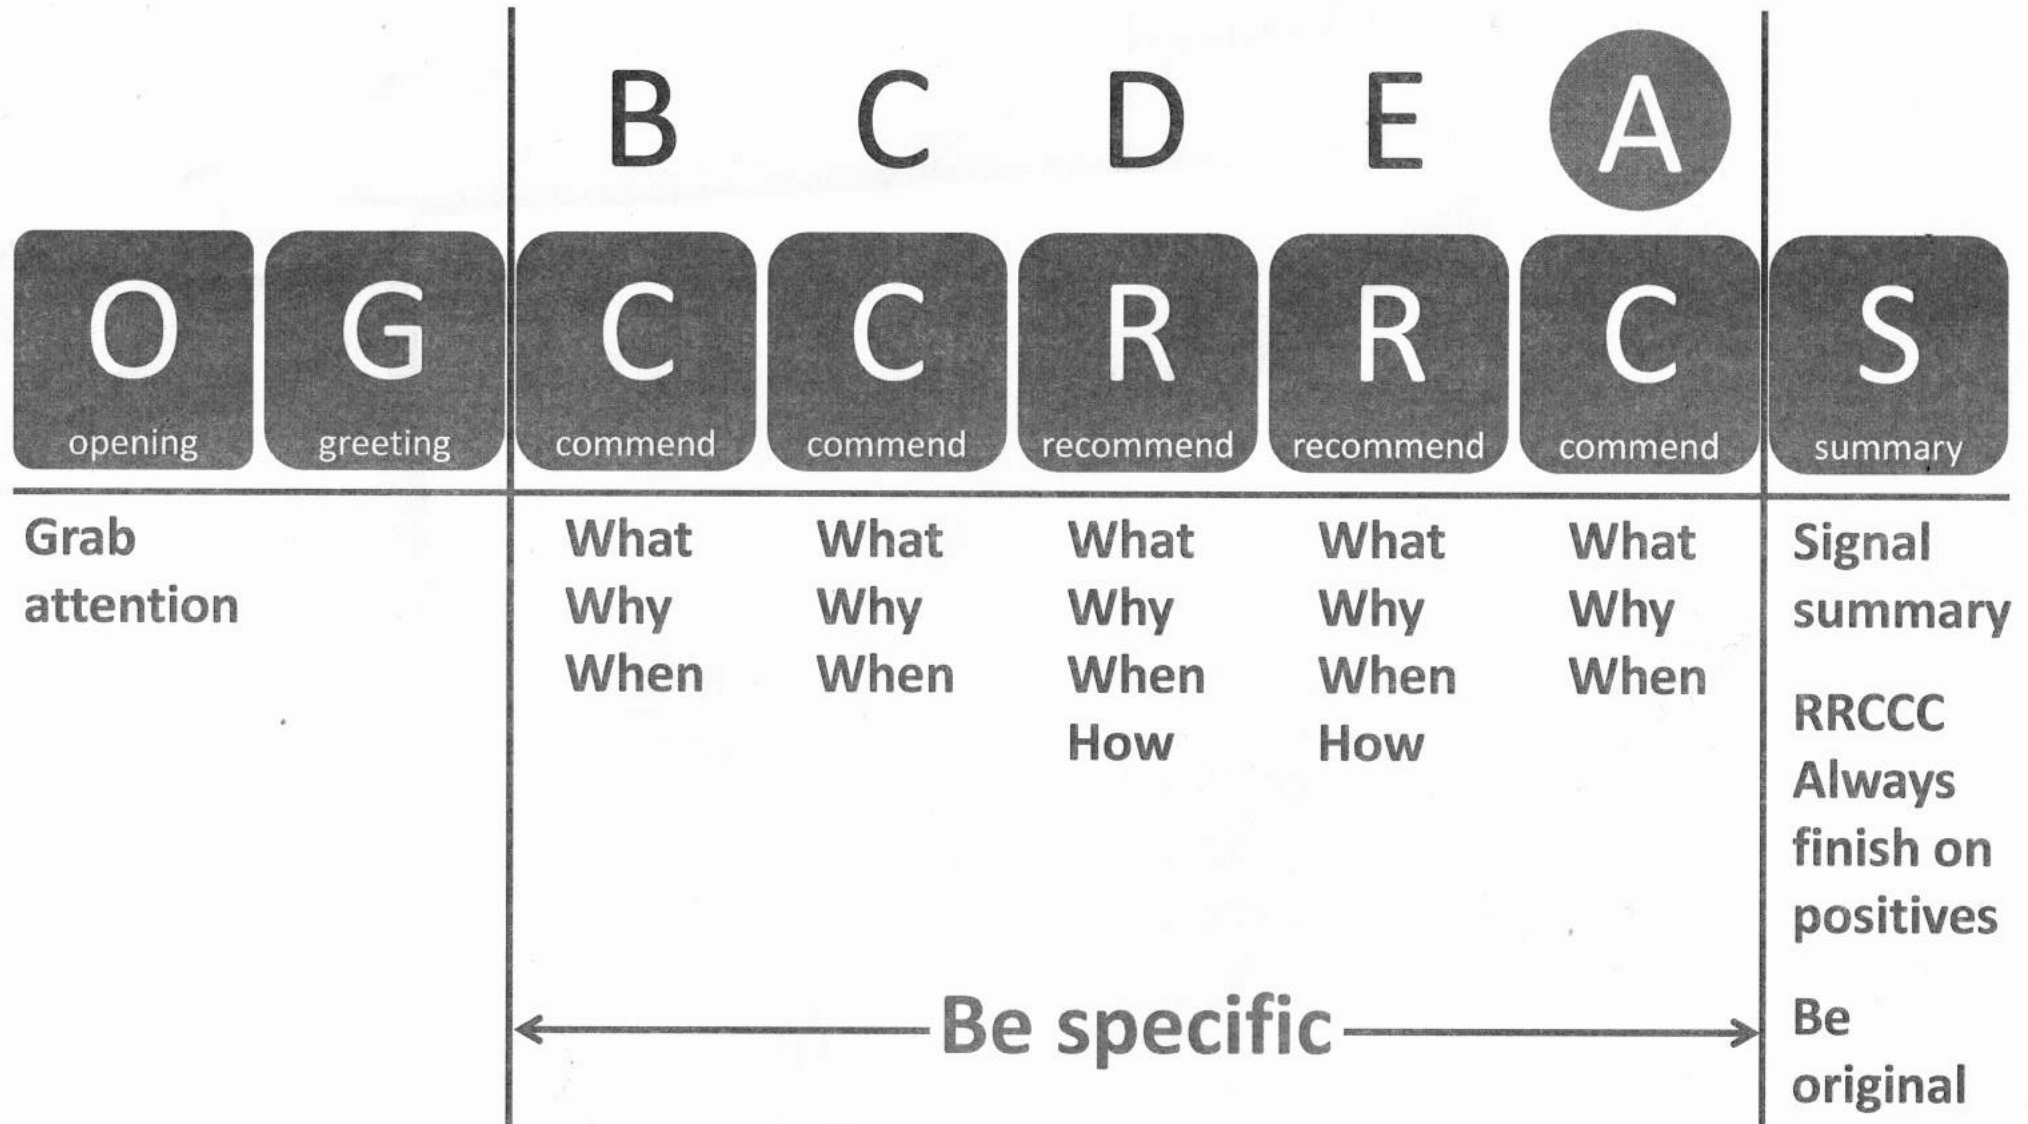 B C D E A
O G C C R R C S
opening greeting commend commend recommend recommend commend summary
Grab
attention
What
Why
When
What
Why
When
What
Why
When
How
What
Why
When
How
What
Why
When
Signal
summary
RRCCC
Always
finish on
positives
Be
original
Be specific